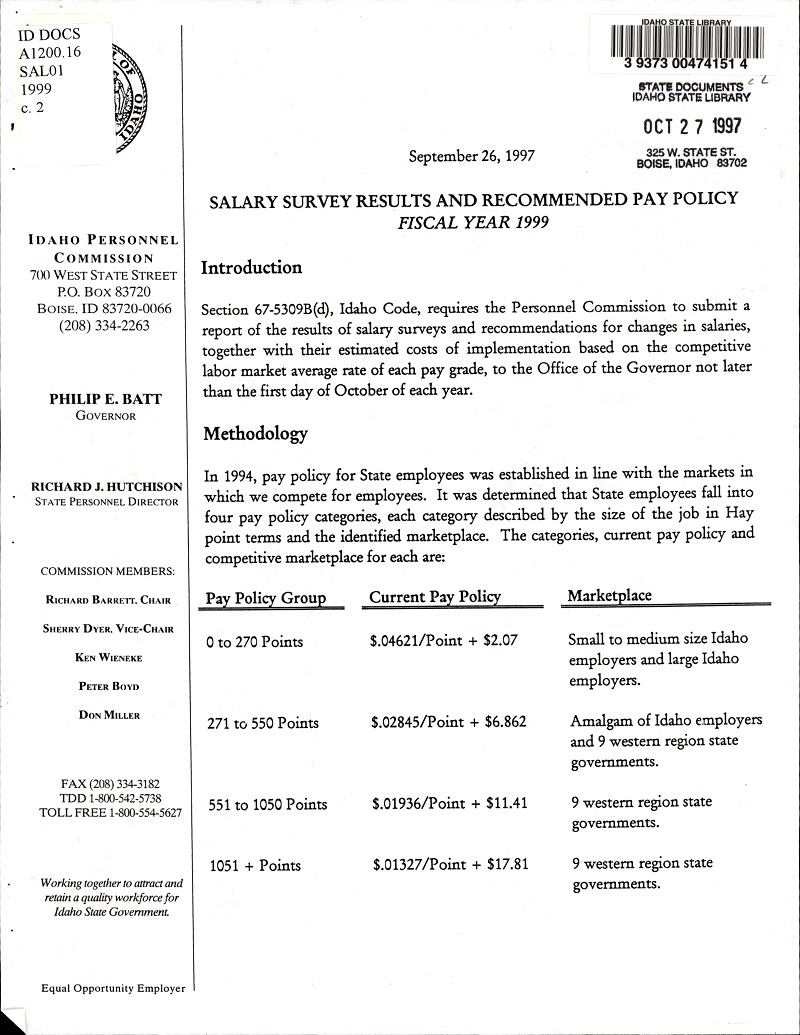 ID DOCS
A1200.16
SAL01
1999
c. 2
OF
IDAHO
IDAHO STATE LIBRARY
3 9373 00474151 4
STATE DOCUMENTS
IDAHO STATE LIBRARY
OCT 27 1997
325 W. STATE ST.
BOISE, IDAHO 83702
September 26, 1997
SALARY SURVEY RESULTS AND RECOMMENDED PAY POLICY
FISCAL YEAR 1999
IDAHO PERSONNEL
COMMISSION
700 WEST STATE STREET
P.O. BOX 83720
BOISE, ID 83720-0066
(208) 334-2263
PHILIP E. BATT
GOVERNOR
RICHARD J. HUTCHISON
STATE PERSONNEL DIRECTOR
COMMISSION MEMBERS:
RICHARD BARRETT, CHAIR
SHERRY DYER, VICE-CHAIR
KEN WIENEKE
PETER BOYD
DON MILLER
FAX (208) 334-3182
TDD 1-800-542-5738
TOLL FREE 1-800-554-5627
Working together to attract and
retain a quality workforce for
Idaho State Government.
Equal Opportunity Employer
Introduction
Section 67-5309B(d), Idaho Code, requires the Personnel Commission to submit a
report of the results of salary surveys and recommendations for changes in salaries,
together with their estimated costs of implementation based on the competitive
labor market average rate of each pay grade, to the Office of the Governor not later
than the first day of October of each year.
Methodology
In 1994, pay policy for State employees was established in line with the markets in
which we compete for employees. It was determined that State employees fall into
four pay policy categories, each category described by the size of the job in Hay
point terms and the identified marketplace. The categories, current pay policy and
competitive marketplace for each are:
Pay Policy Group Current Pay Policy Marketplace
0 to 270 Points $.04621/Point + $2.07 Small to medium size Idaho
employers and large Idaho
employers.
271 to 550 Points $.02845/Point + $6.862 Amalgam of Idaho employers
and 9 western region state
governments.
551 to 1050 Points $.01936/Point + $11.41 9 western region state
governments.
1051 + Points $.01327/Point + $17.81 9 western region state
governments.